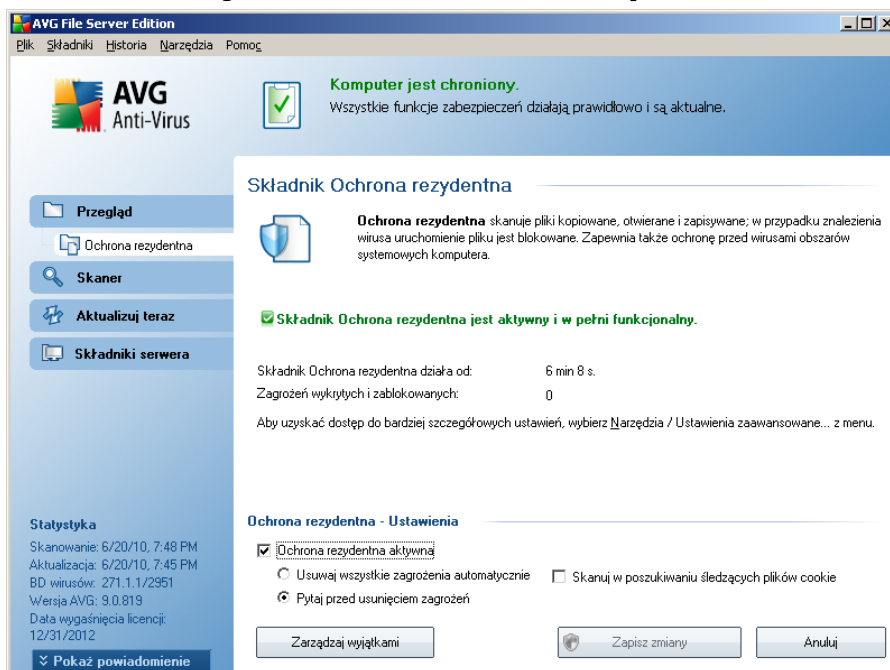 AVG File Server Edition
Plik Składniki Historia Narzędzia Pomoc
AVG
Anti-Virus
Komputer jest chroniony.
Wszystkie funkcje zabezpieczeń działają prawidłowo i są aktualne.
Przegląd
Ochrona rezydentna
Skaner
Aktualizuj teraz
Składniki serwera
Składnik Ochrona rezydentna
Ochrona rezydentna skanuje pliki kopiowane, otwierane i zapisywane; w przypadku znalezienia
wirusa uruchomienie pliku jest blokowane. Zapewnia także ochronę przed wirusami obszarów
systemowych komputera.
Składnik Ochrona rezydentna jest aktywny i w pełni funkcjonalny.
Składnik Ochrona rezydentna działa od: 6 min 8 s.
Zagrożeń wykrytych i zablokowanych: 0
Aby uzyskać dostęp do bardziej szczegółowych ustawień, wybierz Narzędzia / Ustawienia zaawansowane... z menu.
Ochrona rezydentna - Ustawienia
Ochrona rezydentna aktywna
Usuwaj wszystkie zagrożenia automatycznie
Skanuj w poszukiwaniu śledzących plików cookie
Pytaj przed usunięciem zagrożeń
Zarządzaj wyjątkami
Zapisz zmiany
Anuluj
Statystyka
Skanowanie: 6/20/10, 7:48 PM
Aktualizacja: 6/20/10, 7:45 PM
BD wirusów: 271.1.1/2951
Wersja AVG: 9.0.819
Data wygaśnięcia licencji:
12/31/2012
Pokaż powiadomienie